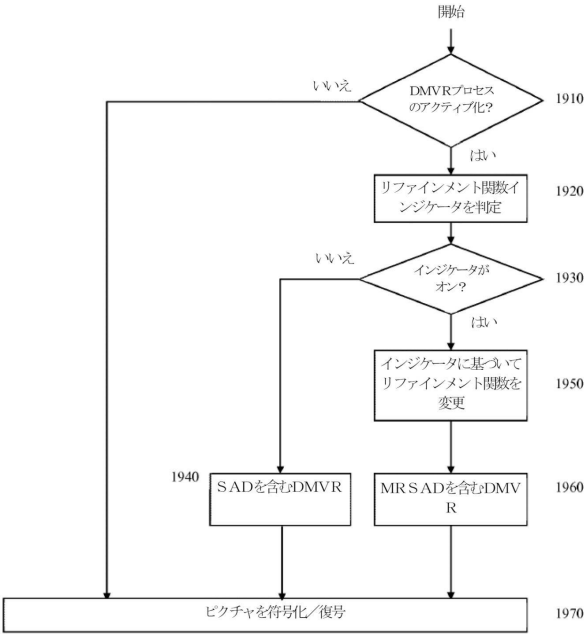 開始
DMVRプロセス
のアクティブ化?
1910
いいえ
はい
リファインメント関数イ
ンジケータを判定
1920
インジケータが
オン?
1930
いいえ
はい
インジケータに基づいて
リファインメント関数を
変更
1950
1940
SADを含むDMVR
MRSADを含むDMV
R
1960
ピクチャを符号化/復号
1970